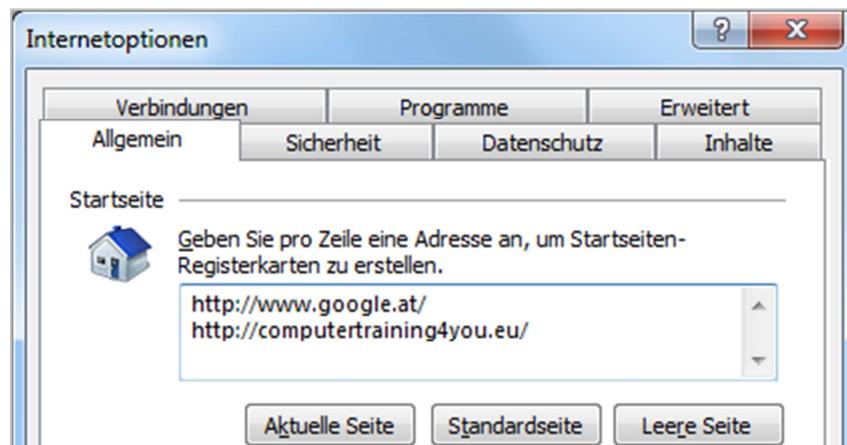 Internetoptionen
?
Verbindungen Programme Erweitert
Allgemein Sicherheit Datenschutz Inhalte
Startseite
Geben Sie pro Zeile eine Adresse an, um Startseiten-
Registerkarten zu erstellen.
http://www.google.at/
http://computertraining4you.eu/
Aktuelle Seite Standardseite Leere Seite